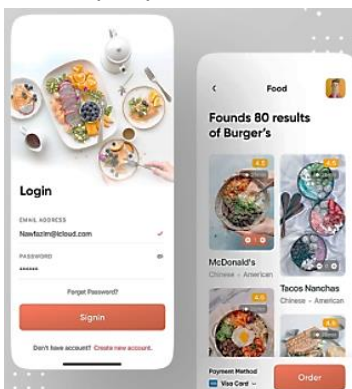 Login
EMAIL ADDRESS
Nawfazim@icloud.com
PASSWORD
••••••
Forget Password?
Signin
Don't have account? Create new account.
Food
Founds 80 results
of Burger's
4.5
4.5
McDonald's
Chinese - American
Tacos Nanchas
Chinese - American
4.5
4.5
Payment Method
Visa Card
Order